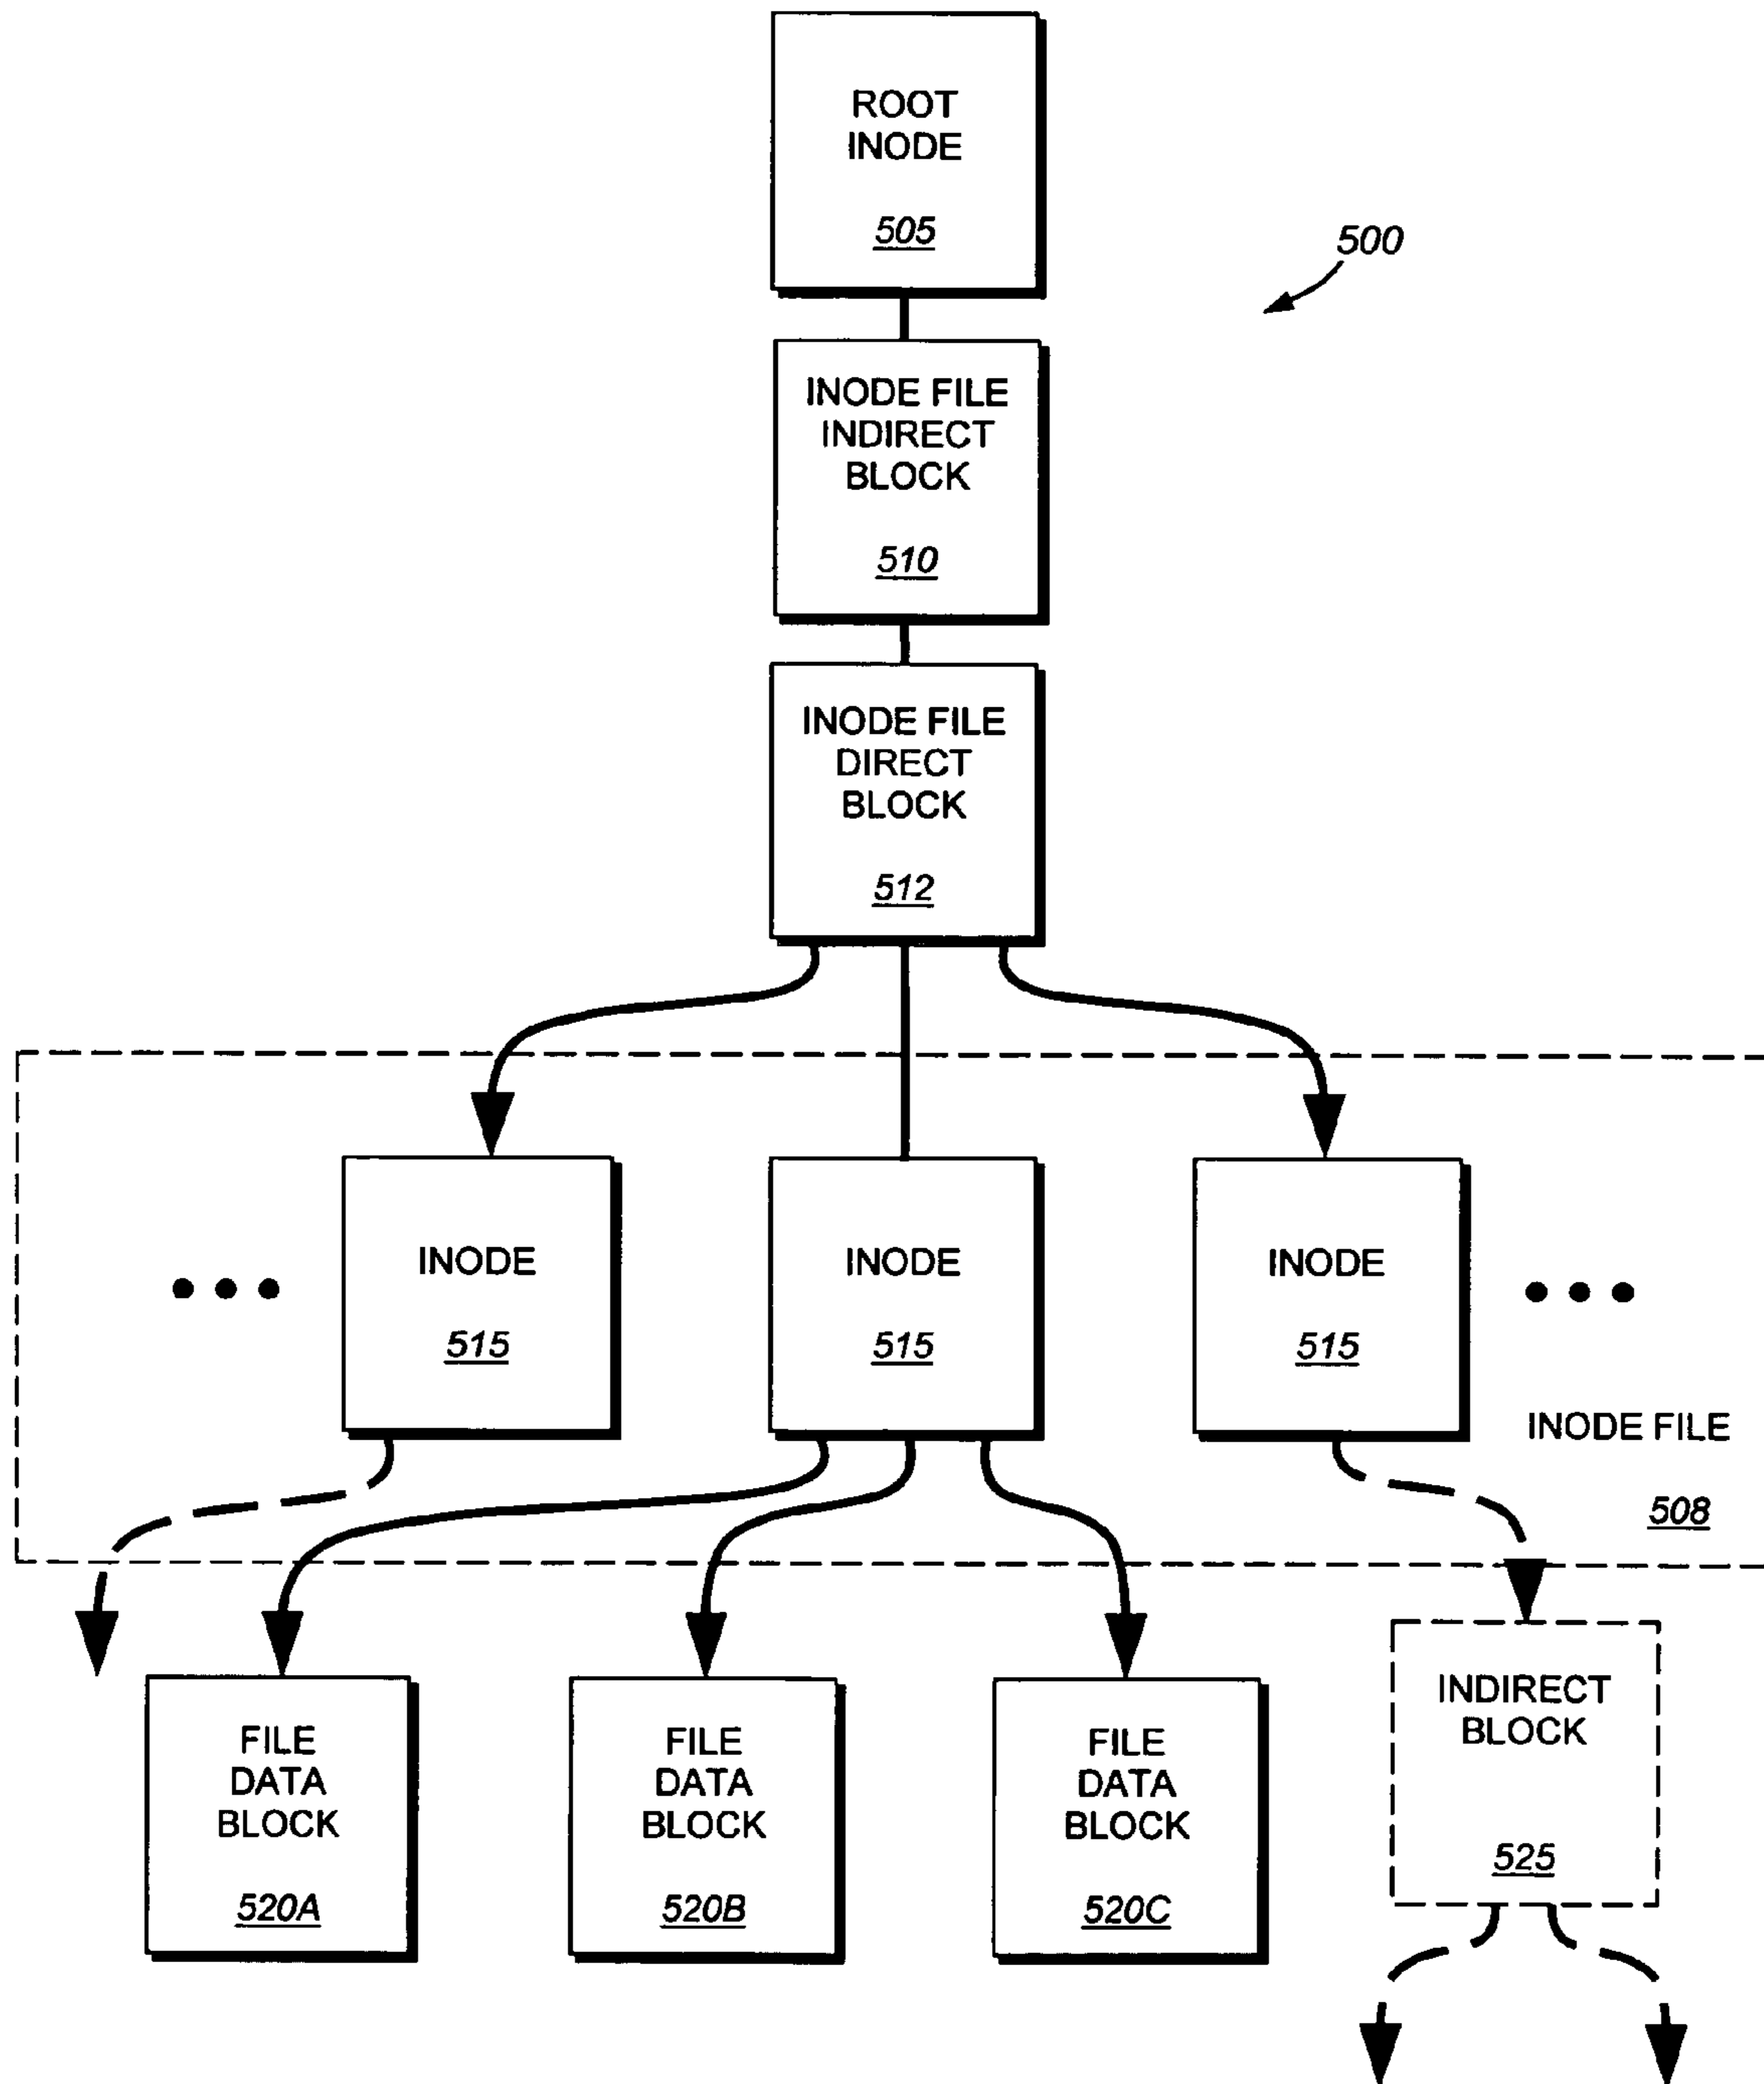 ROOT
INODE
505
500
INODE FILE
INDIRECT
BLOCK
510
INODE FILE
DIRECT
BLOCK
512
INODE
515
INODE
515
INODE
515
INODE FILE
508
FILE
DATA
BLOCK
520A
FILE
DATA
BLOCK
520B
FILE
DATA
BLOCK
520C
INDIRECT
BLOCK
525